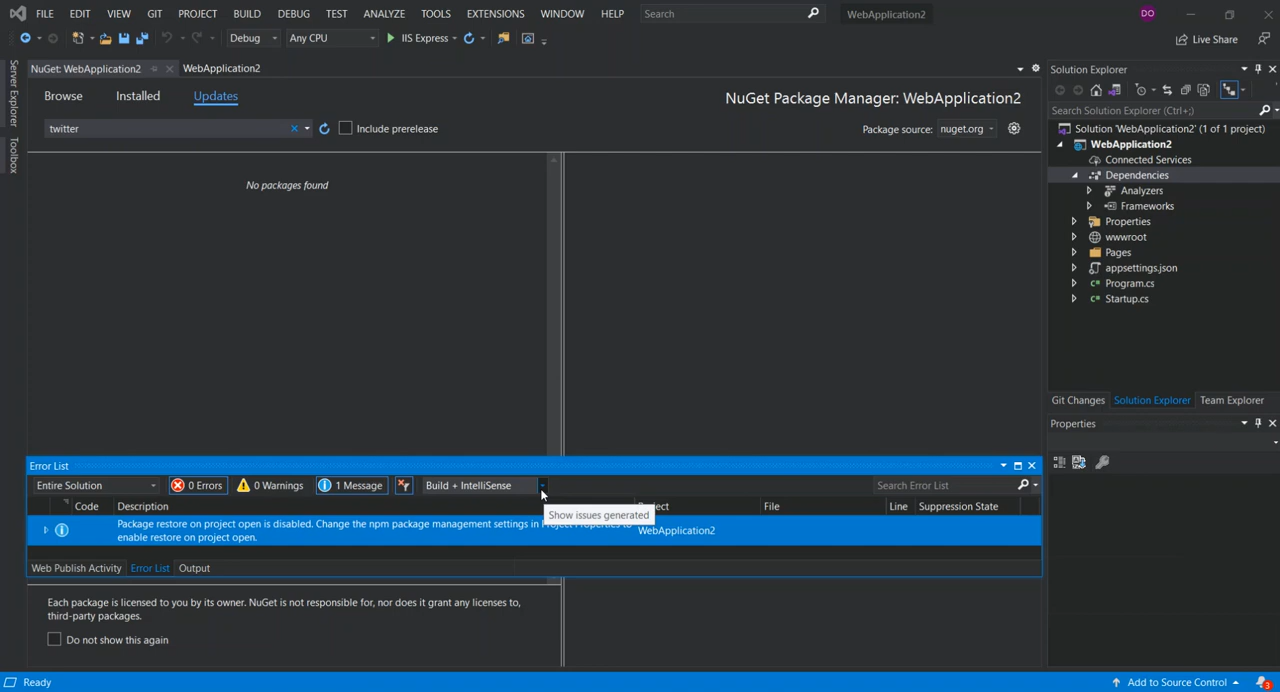 FILE EDIT VIEW GIT PROJECT BUILD DEBUG TEST ANALYZE TOOLS EXTENSIONS WINDOW HELP Search WebApplication2 DO
Debug Any CPU IIS Express Live Share
Server Explorer
Toolbox
NuGet: WebApplication2 WebApplication2
Browse Installed Updates
NuGet Package Manager: WebApplication2
twitter Include prerelease Package source: nuget.org
No packages found
Solution Explorer
Search Solution Explorer (Ctrl+;)
Solution 'WebApplication2' (1 of 1 project)
WebApplication2
Connected Services
Dependencies
Analyzers
Frameworks
Properties
wwwroot
Pages
appsettings.json
C# Program.cs
C# Startup.cs
Git Changes Solution Explorer Team Explorer
Properties
Error List
Entire Solution 0 Errors 0 Warnings 1 Message Build + IntelliSense Search Error List
Code Description File Line Suppression State
Show issues generated
Package restore on project open is disabled. Change the npm package management settings in
enable restore on project open.
WebApplication2
Web Publish Activity Error List Output
Each package is licensed to you by its owner. NuGet is not responsible for, nor does it grant any licenses to,
third-party packages.
Do not show this again
Ready Add to Source Control 3